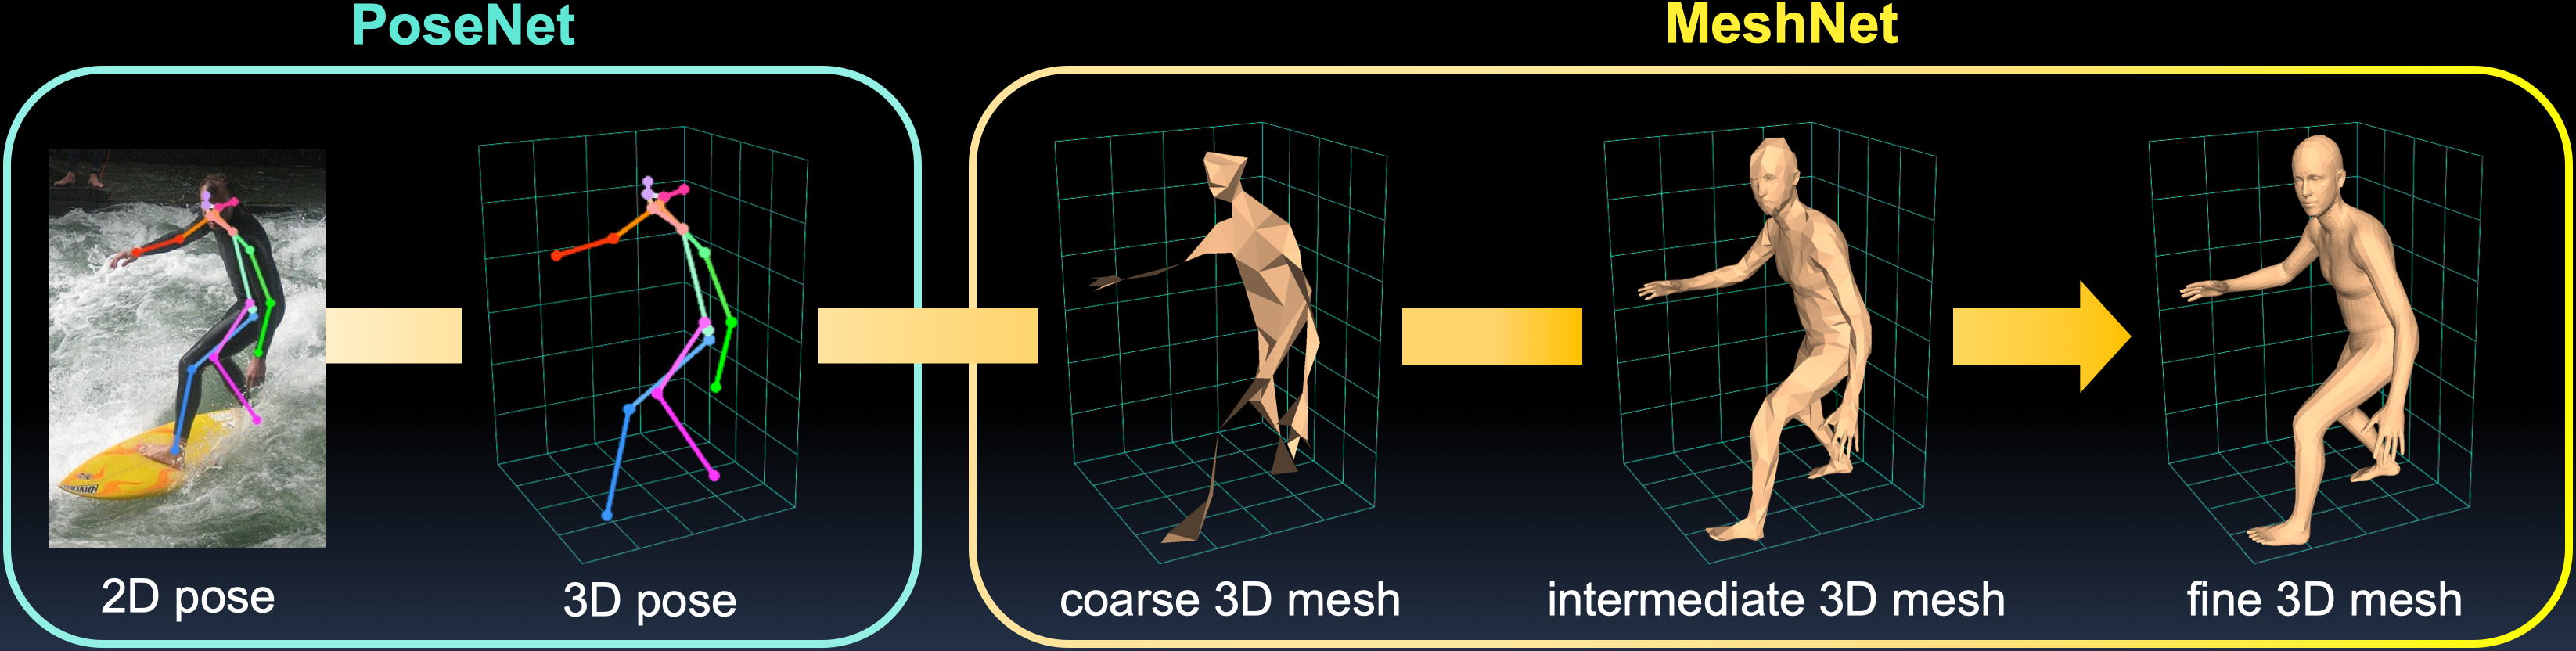 PoseNet
MeshNet
2D pose
3D pose
coarse 3D mesh
intermediate 3D mesh
fine 3D mesh